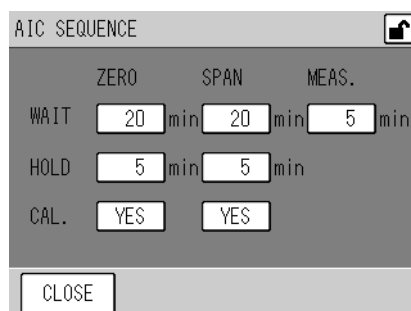 AIC SEQUENCE
ZERO SPAN MEAS.
WAIT 20 min 20 min 5 min
HOLD 5 min 5 min
CAL. YES YES
CLOSE